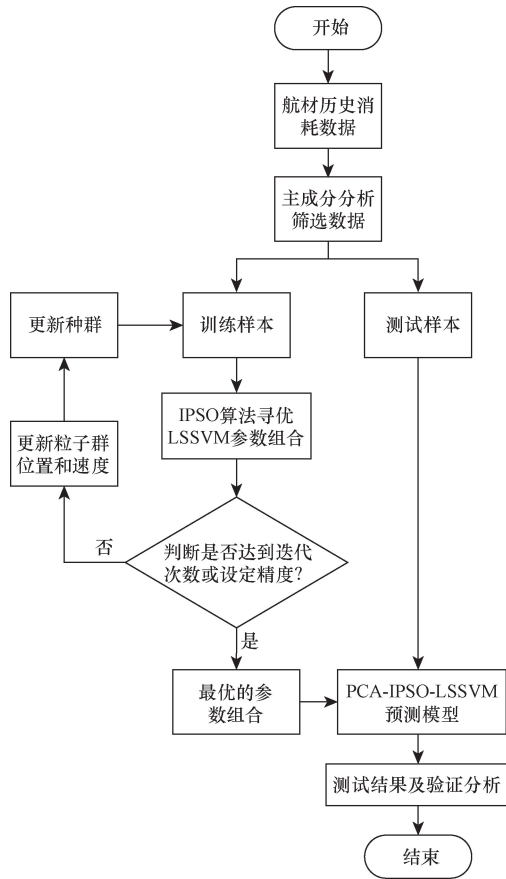 开始
航材历史消
耗数据
主成分分析
筛选数据
更新种群
训练样本
测试样本
IPSO算法寻优
LSSVM参数组合
更新粒子群
位置和速度
否
判断是否达到迭代
次数或设定精度?
是
最优的参
数组合
PCA-IPSO-LSSVM
预测模型
测试结果及验证分析
结束